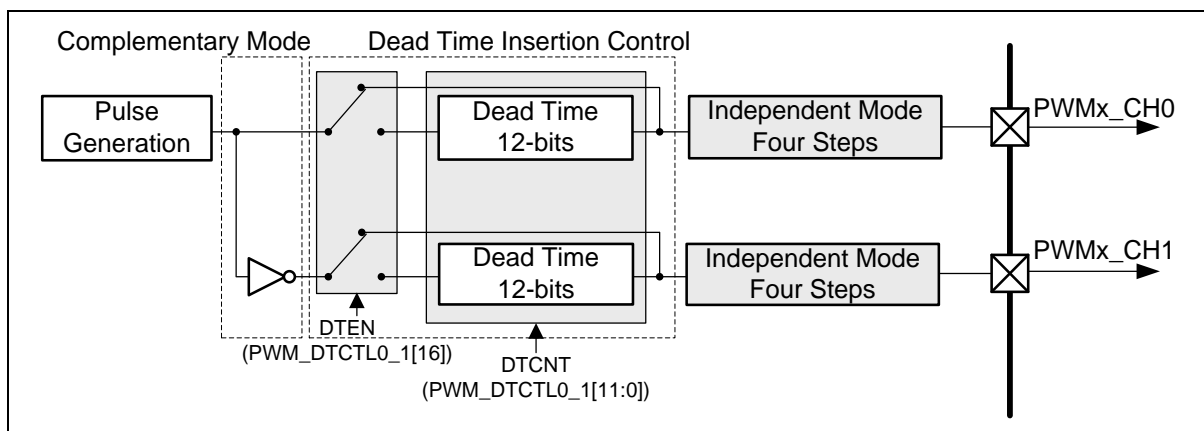 Complementary Mode
Dead Time Insertion Control
Pulse
Generation
Dead Time
12-bits
Independent Mode
Four Steps
PWMx_CH0
Dead Time
12-bits
Independent Mode
Four Steps
PWMx_CH1
DTEN
(PWM_DTCTL0_1[16])
DTCNT
(PWM_DTCTL0_1[11:0])